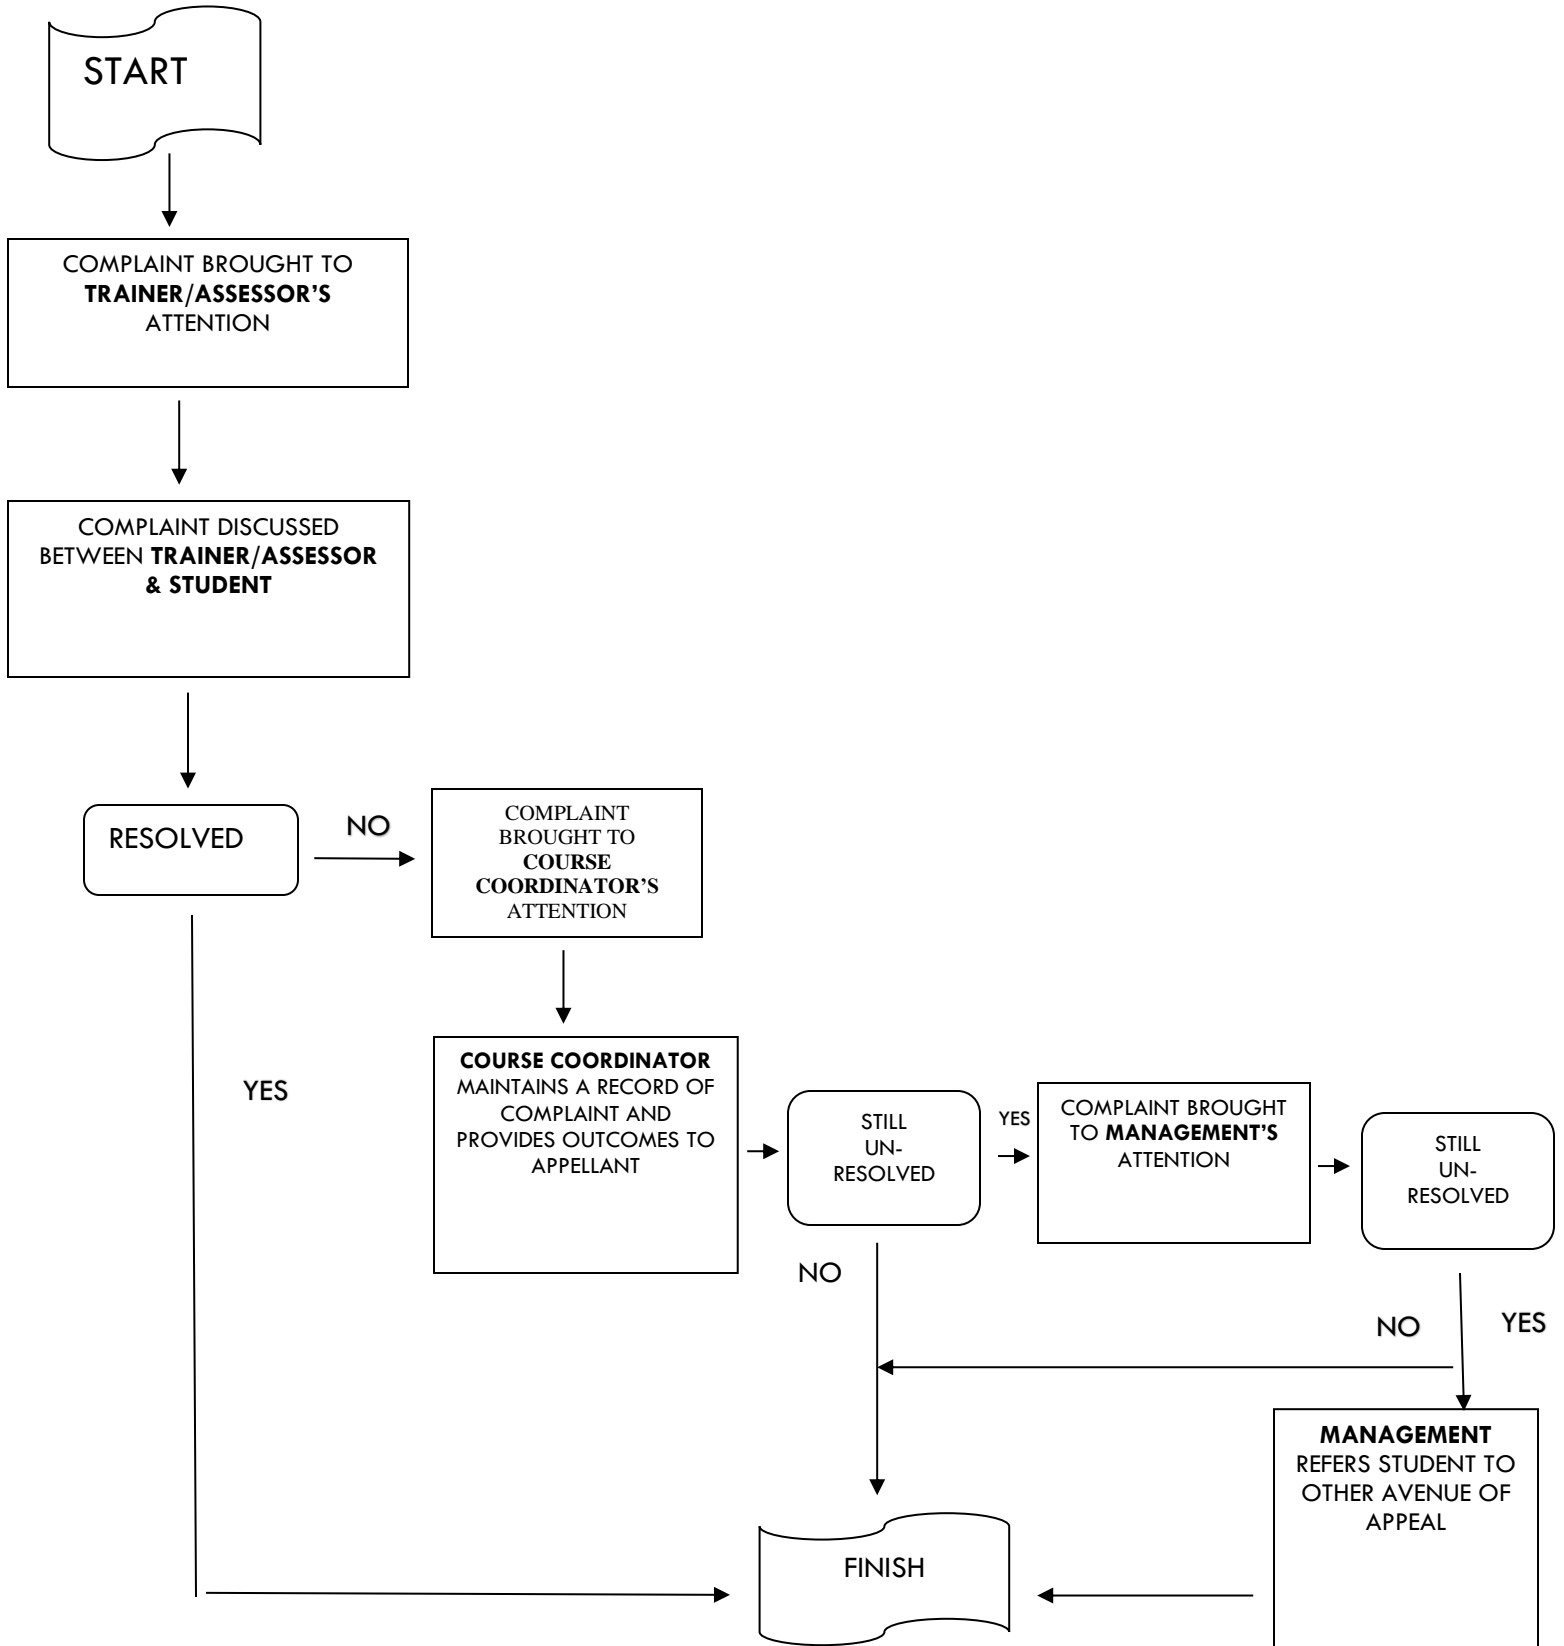 START
COMPLAINT BROUGHT TO
TRAINER/ASSESSOR’S
ATTENTION
COMPLAINT DISCUSSED
BETWEEN TRAINER/ASSESSOR
& STUDENT
RESOLVED
NO
COMPLAINT
BROUGHT TO
COURSE
COORDINATOR’S
ATTENTION
YES
COURSE COORDINATOR
MAINTAINS A RECORD OF
COMPLAINT AND
PROVIDES OUTCOMES TO
APPELLANT
STILL
UN-
RESOLVED
YES
COMPLAINT BROUGHT
TO MANAGEMENT’S
ATTENTION
STILL
UN-
RESOLVED
NO
NO
YES
MANAGEMENT
REFERS STUDENT TO
OTHER AVENUE OF
APPEAL
FINISH